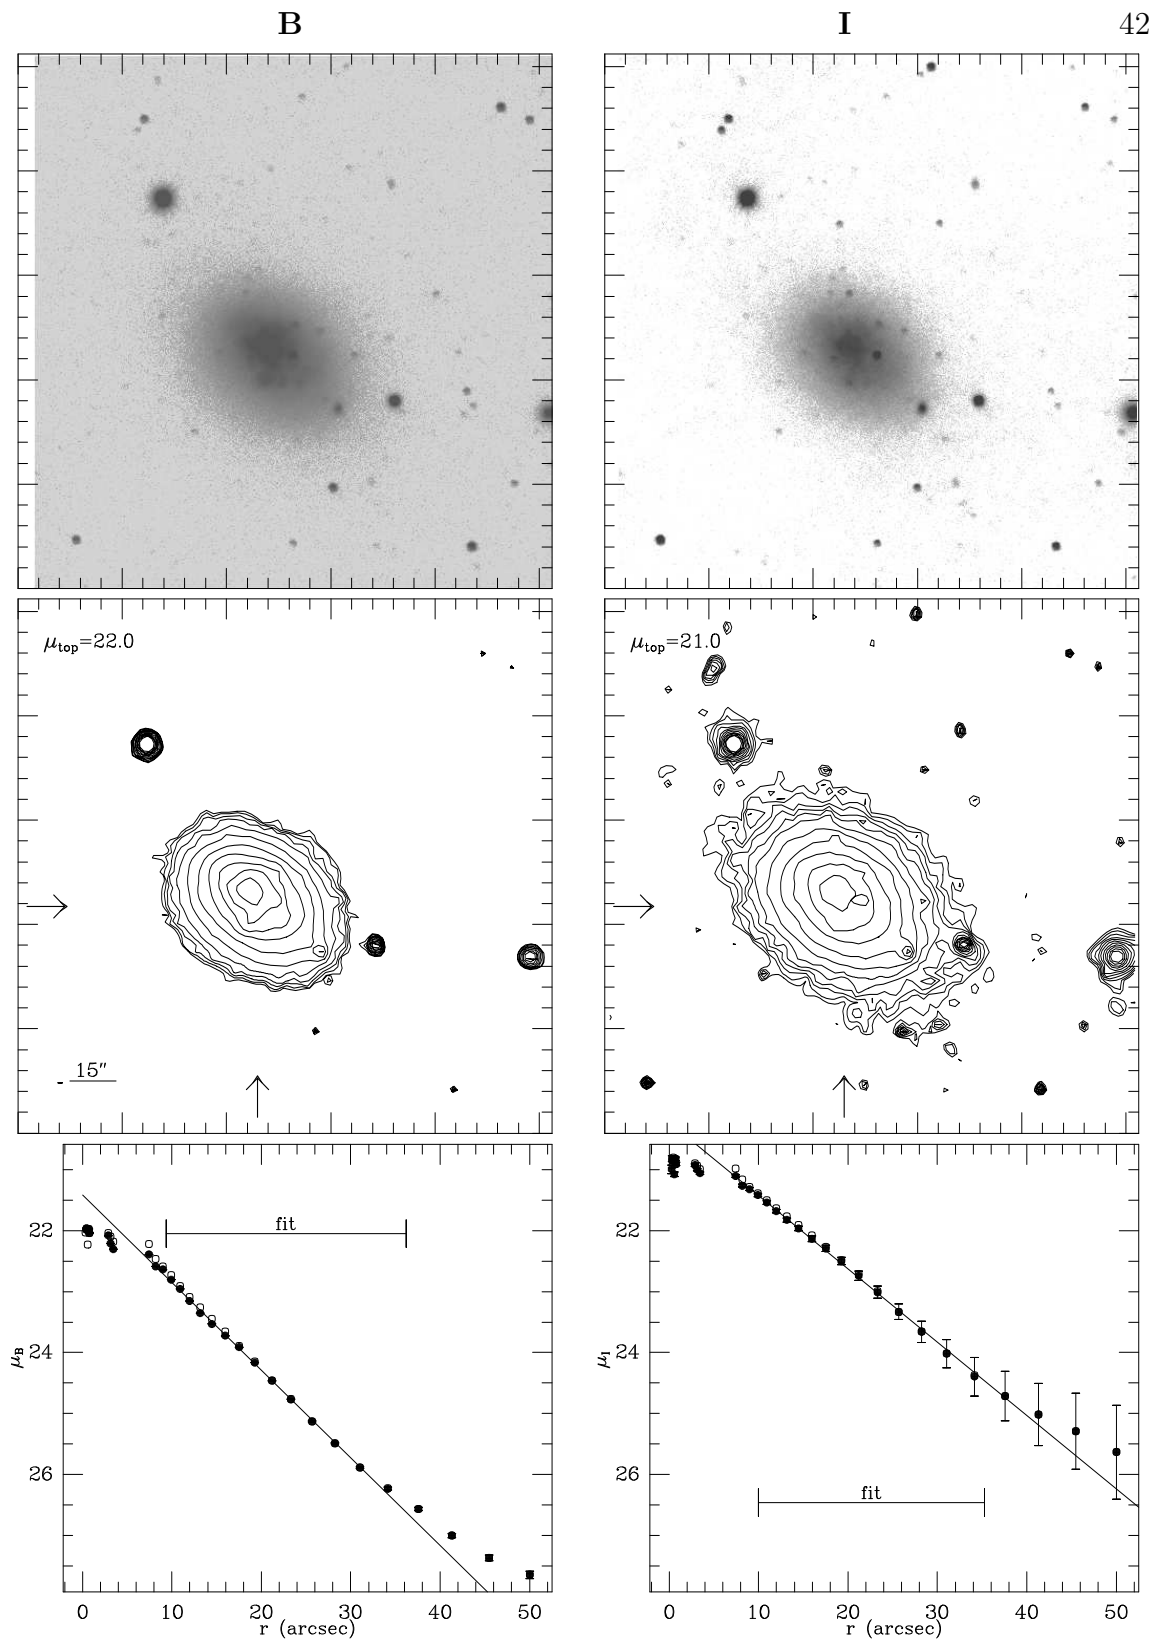 B I 42
μtop=22.0 μtop=21.0
15″
fit
22 22
24 24
μB μI
26 26
fit
0 10 20 30 40 50 0 10 20 30 40 50
r (arcsec) r (arcsec)